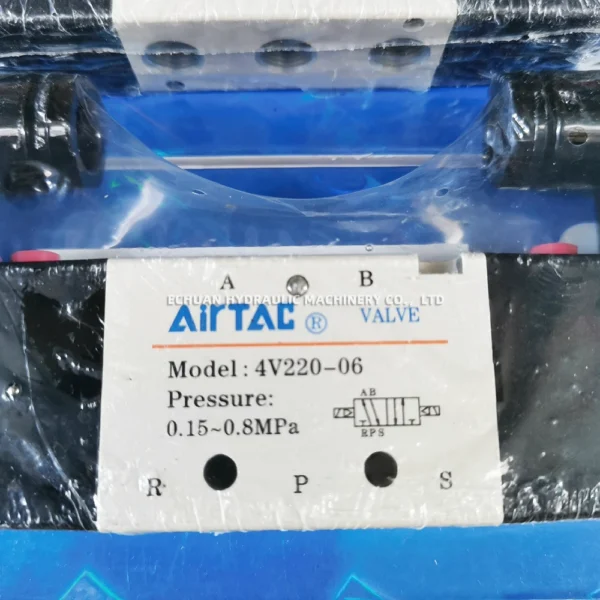 A B
ECHUAN HYDRAULIC MACHINERY CO., LTD
AirTAC ® VALVE
Model: 4V220-06
Pressure:
0.15~0.8MPa
AB
RPS
R P S